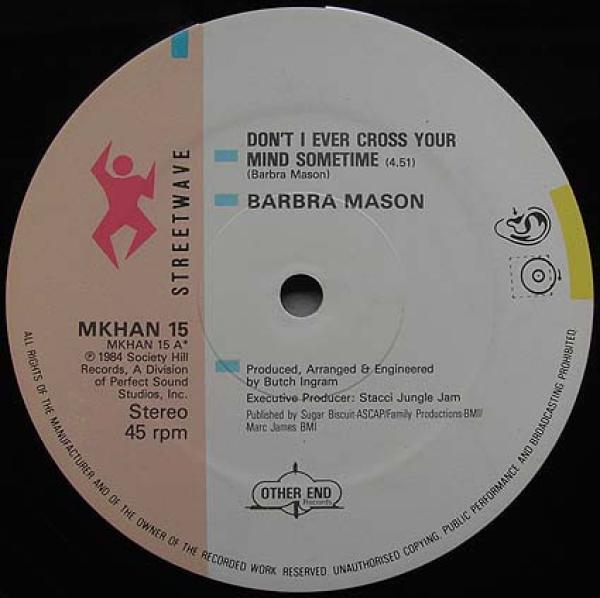 STREETWAVE
DON'T I EVER CROSS YOUR
MIND SOMETIME (4.51)
(Barbra Mason)
BARBRA MASON
MKHAN 15
MKHAN 15 A*
℗ 1984 Society Hill
Records, A Division
of Perfect Sound
Studios, Inc.
Stereo
45 rpm
Produced, Arranged & Engineered
by Butch Ingram
Executive Producer: Stacci Jungle Jam
Published by Sugar Biscuit-ASCAP/Family Productions-BMI/
Marc James BMI
OTHER END
Records
ALL RIGHTS OF THE MANUFACTURER AND OF THE OWNER OF THE RECORDED WORK RESERVED. UNAUTHORISED COPYING, PUBLIC PERFORMANCE AND BROADCASTING PROHIBITED.